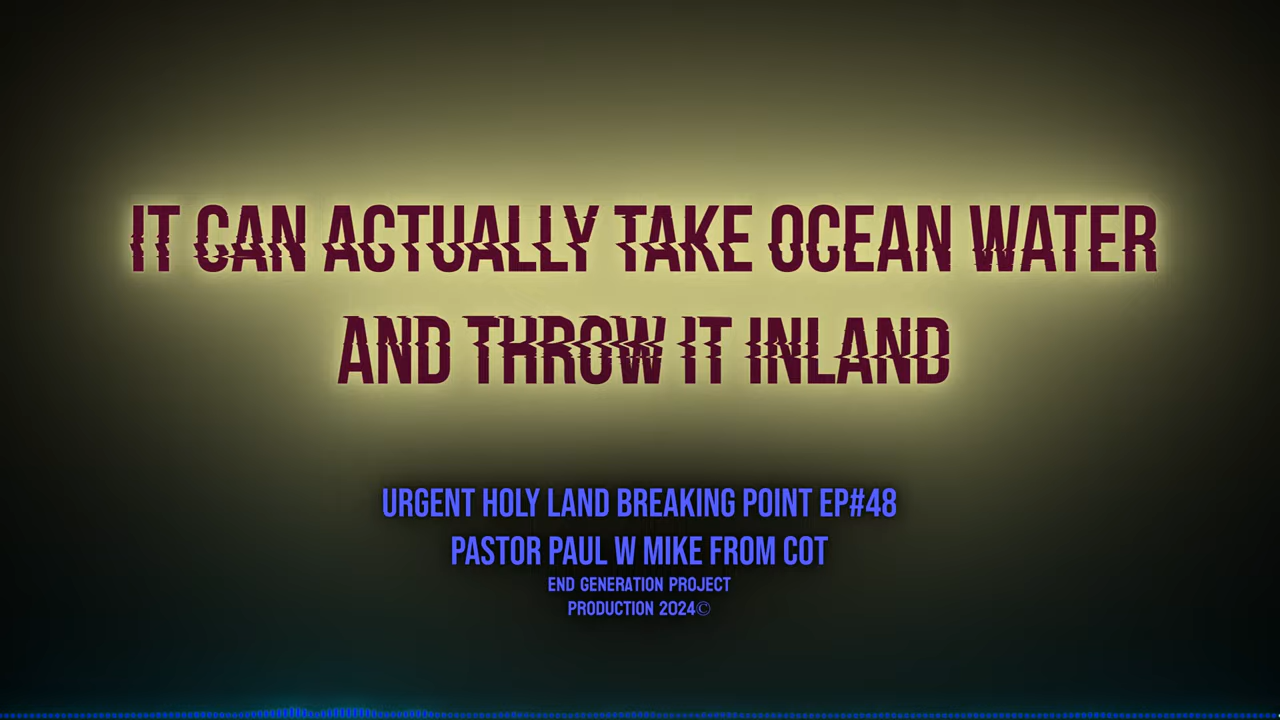 IT CAN ACTUALLY TAKE OCEAN WATER
AND THROW IT INLAND
URGENT HOLY LAND BREAKING POINT EP#48
PASTOR PAUL W MIKE FROM COT
END GENERATION PROJECT
PRODUCTION 2024©